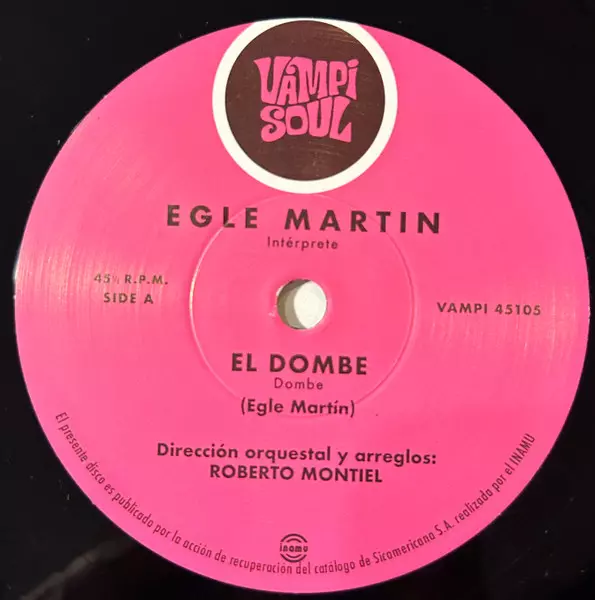 VAMPI
SOUL
EGLE MARTIN
Intérprete
45 R.P.M.
SIDE A
VAMPI 45105
EL DOMBE
Dombe
(Egle Martín)
Dirección orquestal y arreglos:
ROBERTO MONTIEL
inamu
El presente disco es publicado por la acción de recuperación del catálogo de Sicamericana S.A. realizada por el INAMU